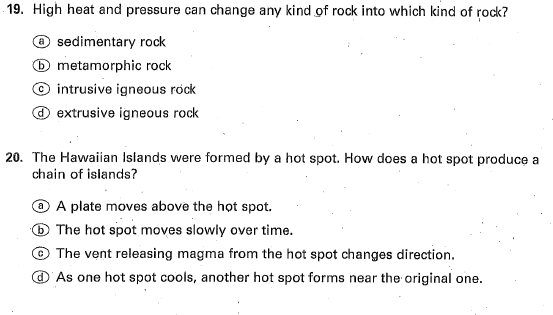 19. High heat and pressure can change any kind of rock into which kind of rock?
ⓐ sedimentary rock
ⓑ metamorphic rock
ⓒ intrusive igneous rock
ⓓ extrusive igneous rock
20. The Hawaiian Islands were formed by a hot spot. How does a hot spot produce a
chain of islands?
ⓐ A plate moves above the hot spot.
ⓑ The hot spot moves slowly over time.
ⓒ The vent releasing magma from the hot spot changes direction.
ⓓ As one hot spot cools, another hot spot forms near the original one.